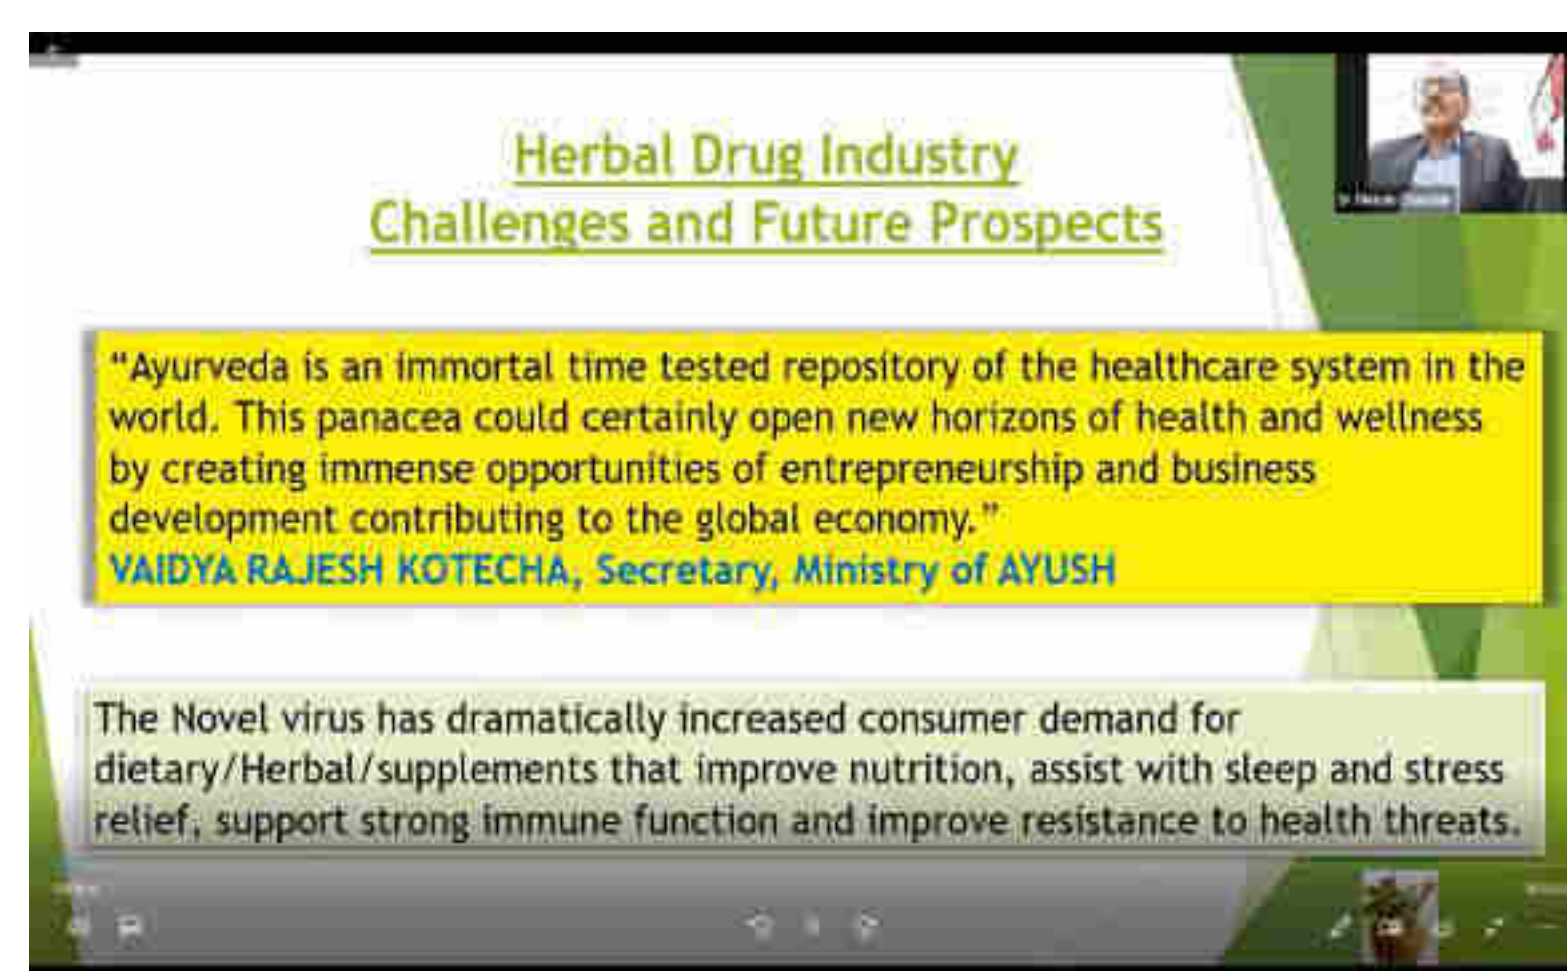 Herbal Drug Industry
Challenges and Future Prospects
“Ayurveda is an immortal time tested repository of the healthcare system in the
world. This panacea could certainly open new horizons of health and wellness
by creating immense opportunities of entrepreneurship and business
development contributing to the global economy.”
VAIDYA RAJESH KOTECHA, Secretary, Ministry of AYUSH
The Novel virus has dramatically increased consumer demand for
dietary/Herbal/supplements that improve nutrition, assist with sleep and stress
relief, support strong immune function and improve resistance to health threats.